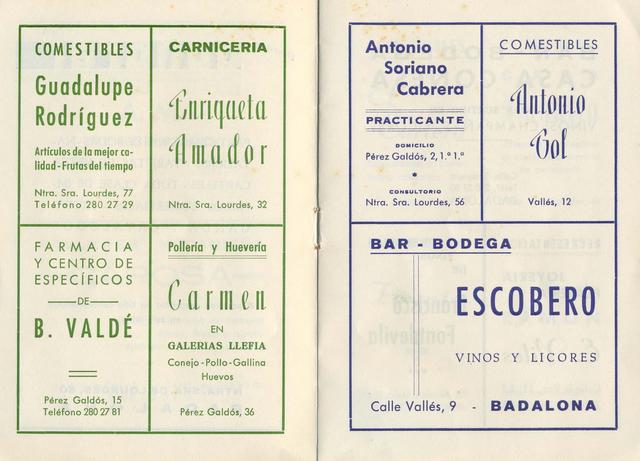 COMESTIBLES
Guadalupe
Rodríguez
Artículos de la mejor ca-
lidad-Frutas del tiempo
Ntra. Sra. Lourdes, 77
Teléfono 280 27 29
CARNICERIA
Enriqueta
Amador
Ntra. Sra. Lourdes, 32
FARMACIA
Y CENTRO DE
ESPECÍFICOS
DE
B. VALDÉ
Pérez Galdós, 15
Teléfono 280 27 81
Pollería y Huevería
Carmen
EN
GALERIAS LLEFIA
Conejo-Pollo-Gallina
Huevos
Pérez Galdós, 36
Antonio
Soriano
Cabrera
PRACTICANTE
DOMICILIO
Pérez Galdós, 2, 1.º 1.ª
*
CONSULTORIO
Ntra. Sra. Lourdes, 56
COMESTIBLES
Antonio
Gol
Vallés, 12
BAR - BODEGA
ESCOBERO
VINOS Y LICORES
Calle Vallés, 9 - BADALONA